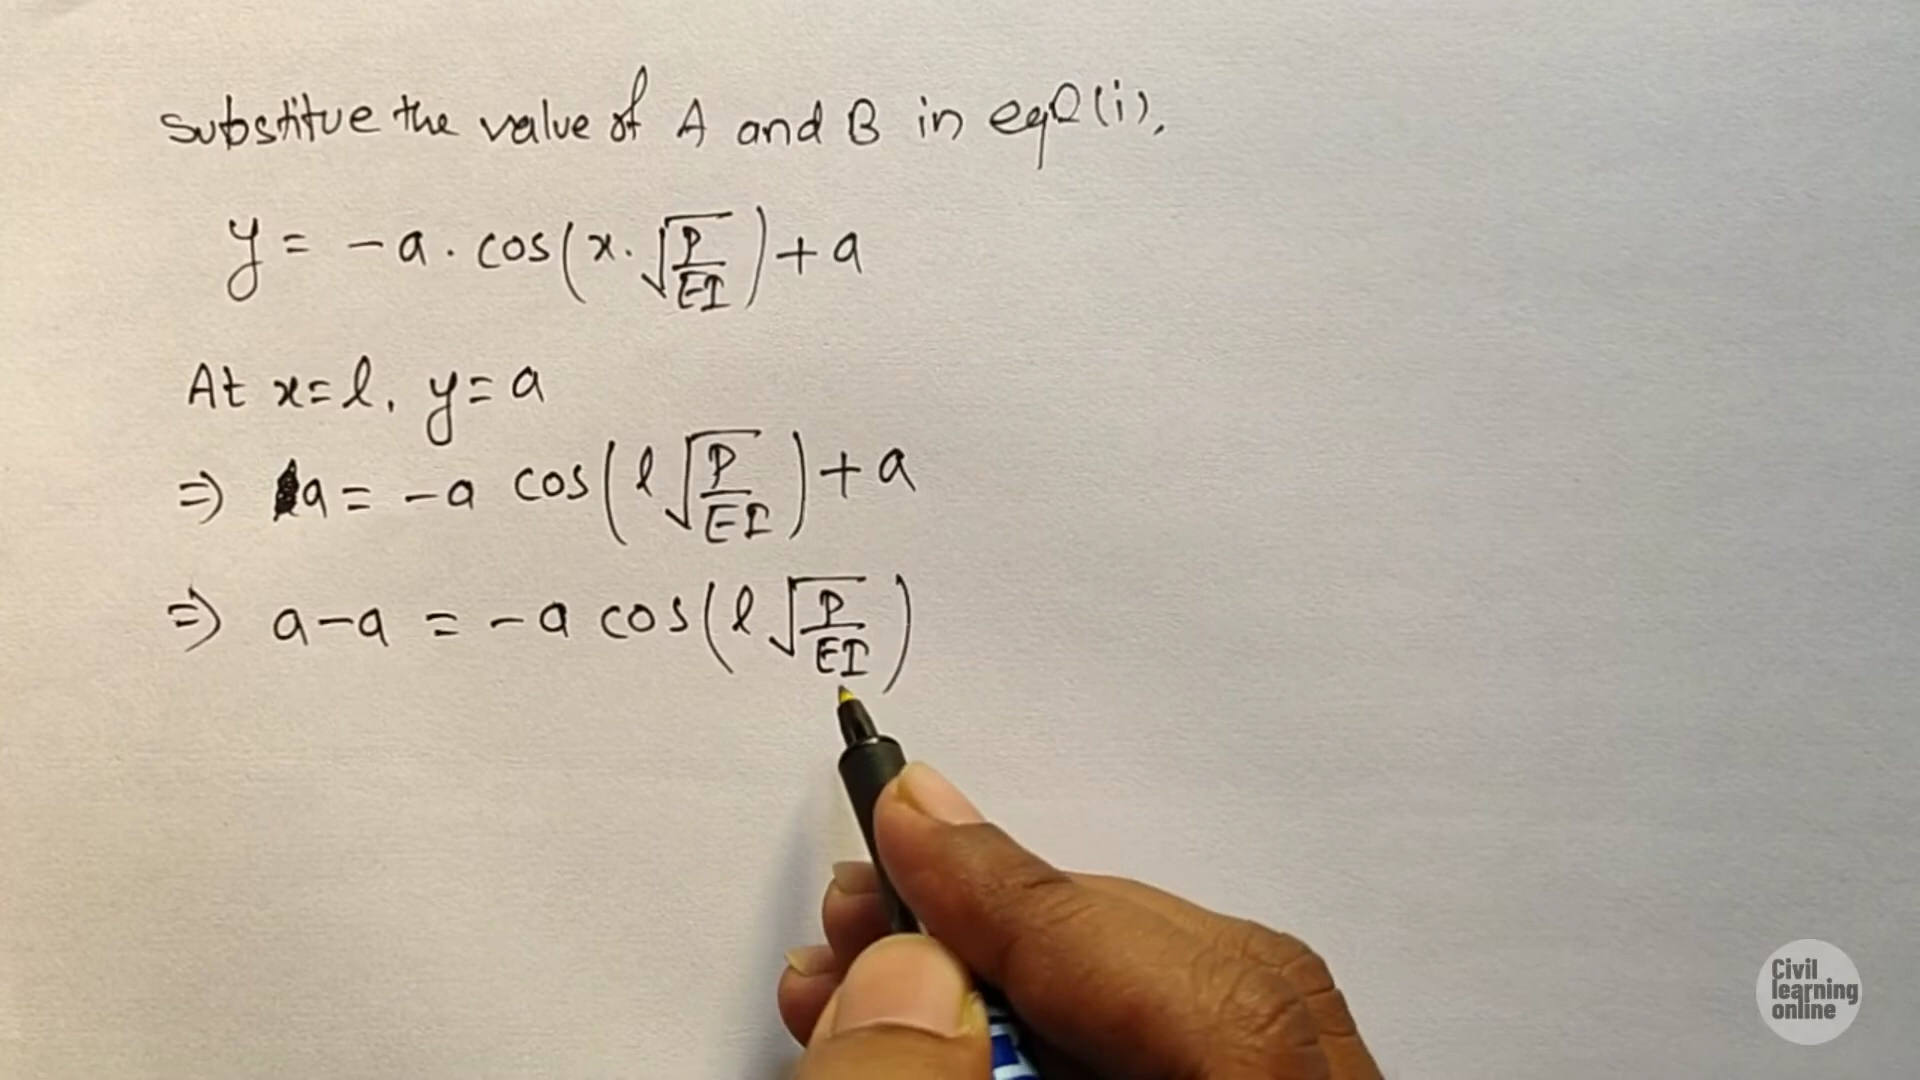 Substitue the value of A and B in eqn(i).
y = -a . cos(x . √(P/EI)) + a
At x=l, y=a
⇒ a = -a cos(l √(P/EI)) + a
⇒ a-a = -a cos(l √(P/EI))
Civil
learning
online